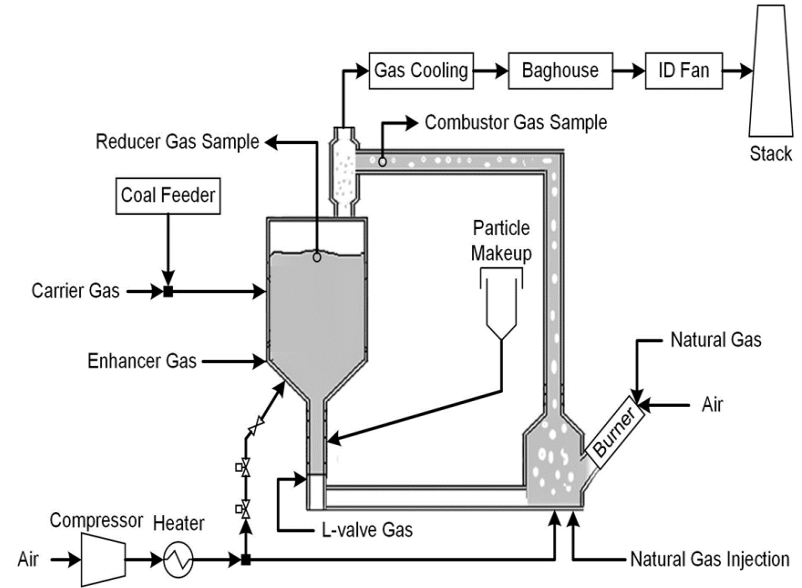 Gas Cooling
Baghouse
ID Fan
Stack
Combustor Gas Sample
Reducer Gas Sample
Coal Feeder
Particle
Makeup
Carrier Gas
Enhancer Gas
Natural Gas
Air
Burner
Compressor
Heater
L-valve Gas
Air
Natural Gas Injection